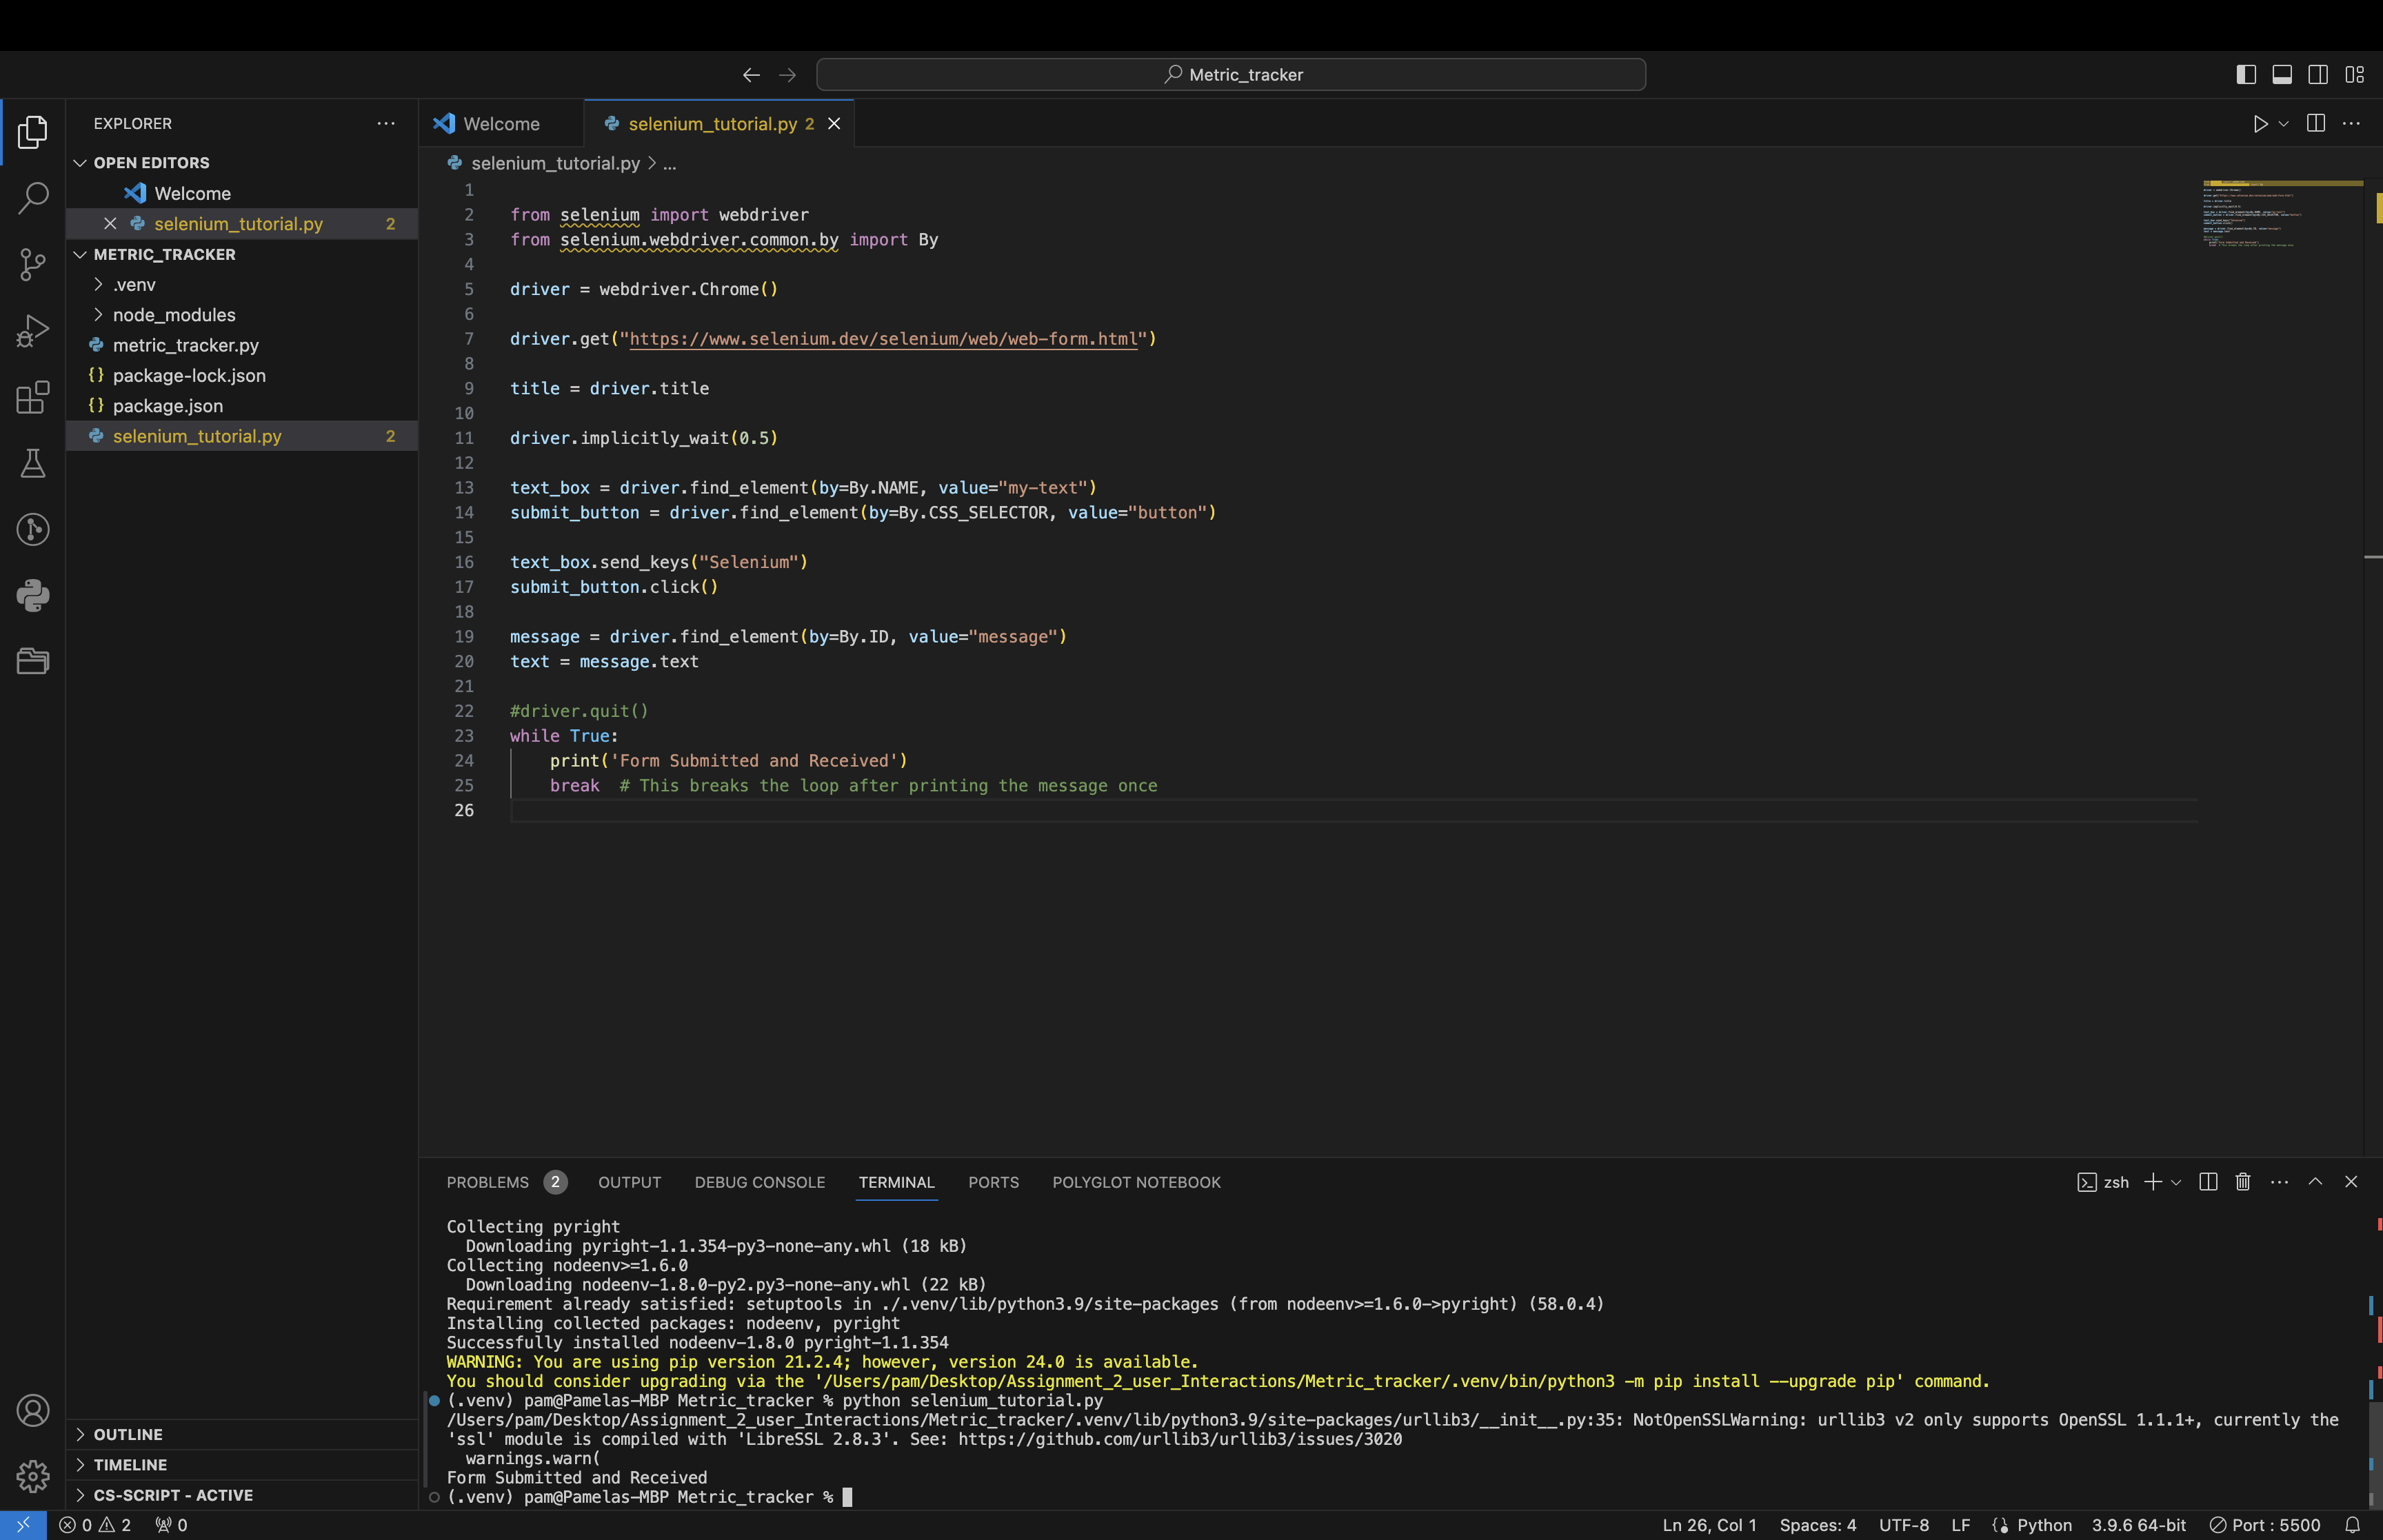 Metric_tracker
EXPLORER
OPEN EDITORS
Welcome
selenium_tutorial.py 2
METRIC_TRACKER
.venv
node_modules
metric_tracker.py
package-lock.json
package.json
selenium_tutorial.py 2
OUTLINE
TIMELINE
CS-SCRIPT - ACTIVE
Welcome
selenium_tutorial.py 2
selenium_tutorial.py > ...
1
2 from selenium import webdriver
3 from selenium.webdriver.common.by import By
4
5 driver = webdriver.Chrome()
6
7 driver.get("https://www.selenium.dev/selenium/web/web-form.html")
8
9 title = driver.title
10
11 driver.implicitly_wait(0.5)
12
13 text_box = driver.find_element(by=By.NAME, value="my-text")
14 submit_button = driver.find_element(by=By.CSS_SELECTOR, value="button")
15
16 text_box.send_keys("Selenium")
17 submit_button.click()
18
19 message = driver.find_element(by=By.ID, value="message")
20 text = message.text
21
22 #driver.quit()
23 while True:
24     print('Form Submitted and Received')
25     break  # This breaks the loop after printing the message once
26
PROBLEMS 2 OUTPUT DEBUG CONSOLE TERMINAL PORTS POLYGLOT NOTEBOOK zsh
Collecting pyright
  Downloading pyright-1.1.354-py3-none-any.whl (18 kB)
Collecting nodeenv>=1.6.0
  Downloading nodeenv-1.8.0-py2.py3-none-any.whl (22 kB)
Requirement already satisfied: setuptools in ./.venv/lib/python3.9/site-packages (from nodeenv>=1.6.0->pyright) (58.0.4)
Installing collected packages: nodeenv, pyright
Successfully installed nodeenv-1.8.0 pyright-1.1.354
WARNING: You are using pip version 21.2.4; however, version 24.0 is available.
You should consider upgrading via the '/Users/pam/Desktop/Assignment_2_user_Interactions/Metric_tracker/.venv/bin/python3 -m pip install --upgrade pip' command.
(.venv) pam@Pamelas-MBP Metric_tracker % python selenium_tutorial.py
/Users/pam/Desktop/Assignment_2_user_Interactions/Metric_tracker/.venv/lib/python3.9/site-packages/urllib3/__init__.py:35: NotOpenSSLWarning: urllib3 v2 only supports OpenSSL 1.1.1+, currently the
'ssl' module is compiled with 'LibreSSL 2.8.3'. See: https://github.com/urllib3/urllib3/issues/3020
  warnings.warn(
Form Submitted and Received
(.venv) pam@Pamelas-MBP Metric_tracker %
0 2 0 Ln 26, Col 1 Spaces: 4 UTF-8 LF Python 3.9.6 64-bit Port : 5500